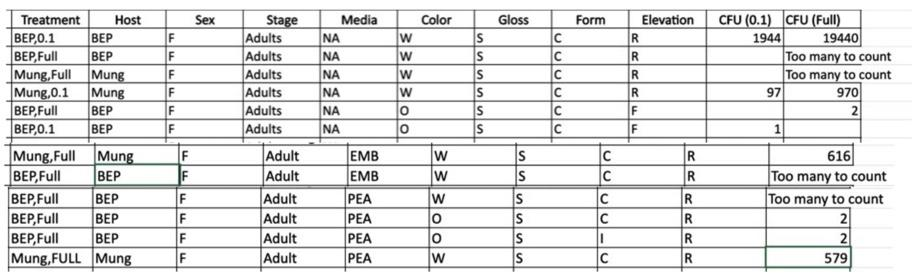 Treatment Host Sex Stage Media Color Gloss Form Elevation CFU (0.1) CFU (Full)
BEP,0.1 BEP F Adults NA W S C R 1944 19440
BEP,Full BEP F Adults NA W S C R Too many to count
Mung,Full Mung F Adults NA W S C R Too many to count
Mung,0.1 Mung F Adults NA W S C R 97 970
BEP,Full BEP F Adults NA O S C F 2
BEP,0.1 BEP F Adults NA O S C F 1
Mung,Full Mung F Adult EMB W S C R 616
BEP,Full BEP F Adult EMB W S C R Too many to count
BEP,Full BEP F Adult PEA W S C R Too many to count
BEP,Full BEP F Adult PEA O S C R 2
BEP,Full BEP F Adult PEA O S I R 2
Mung,FULL Mung F Adult PEA W S C R 579